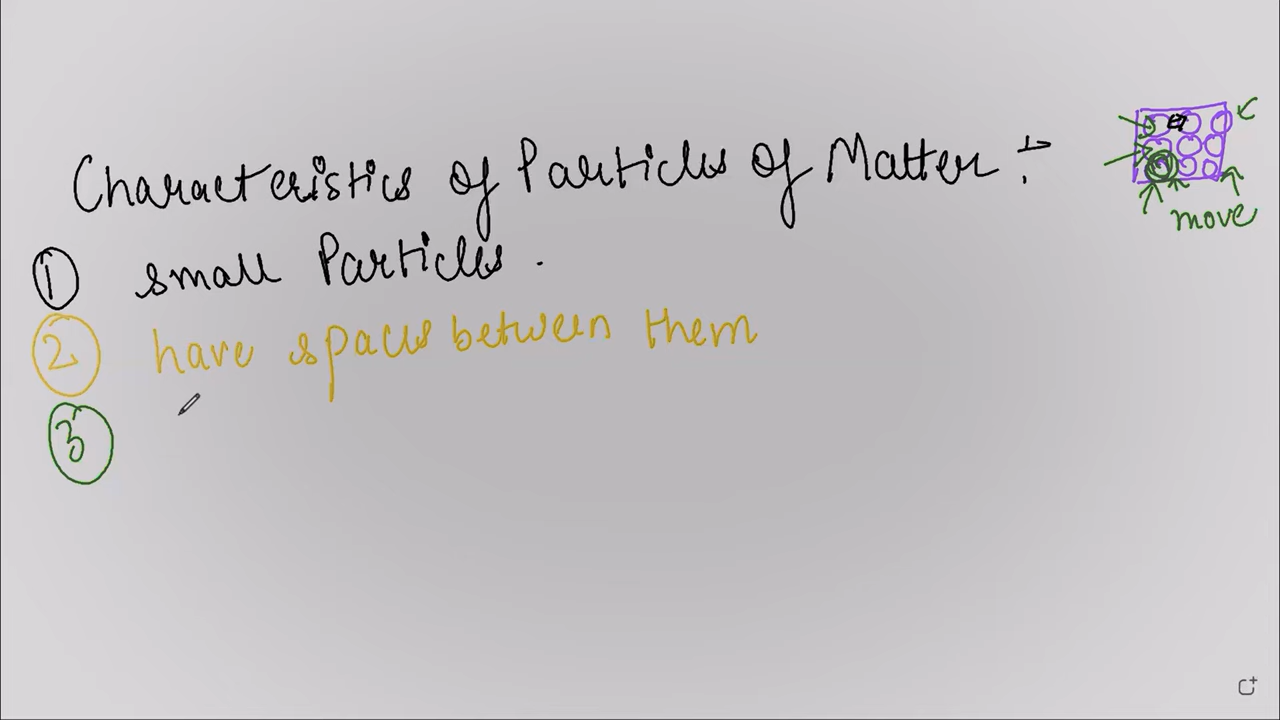 Characteristics of Particles of Matter :-
① small Particles.
② have spaces between them
③
move